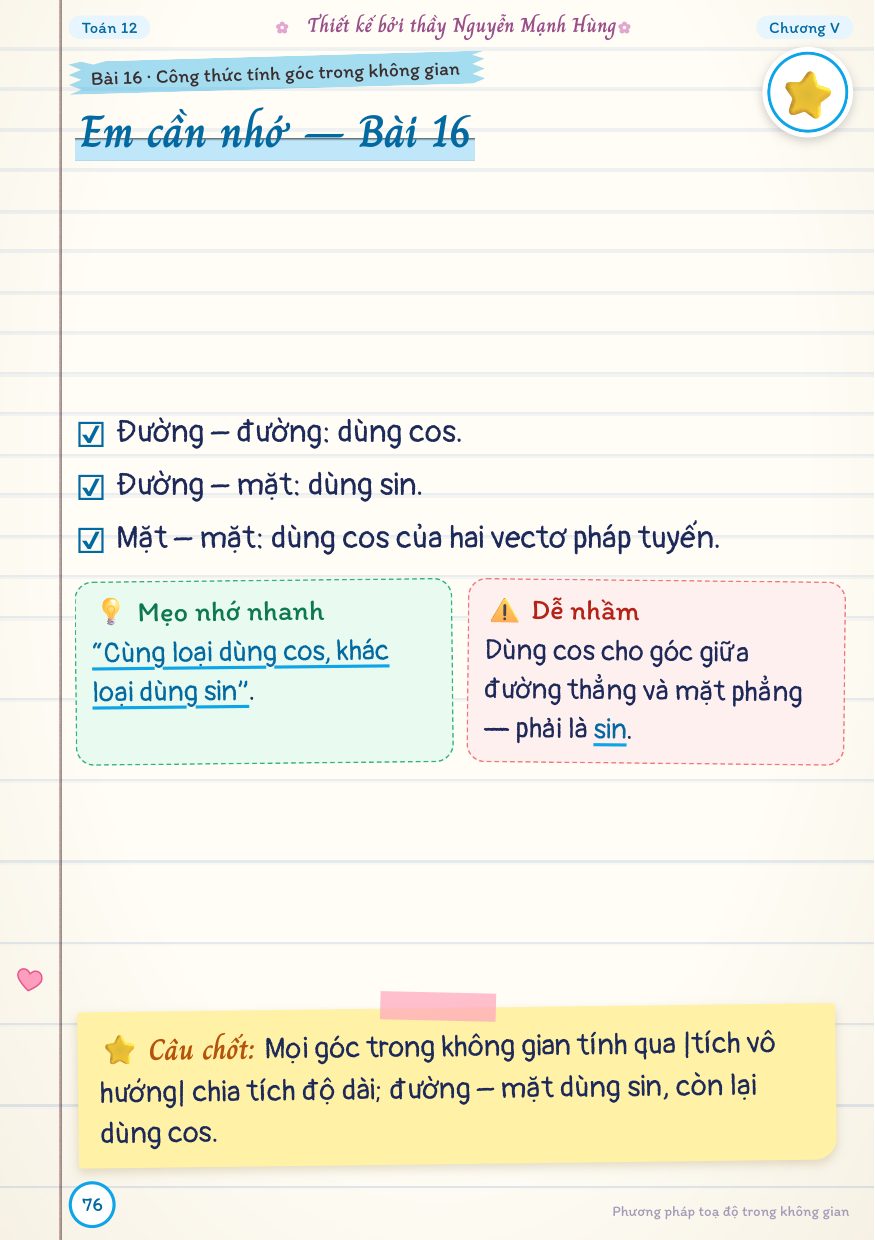 Toán 12
Thiết kế bởi thầy Nguyễn Mạnh Hùng
Chương V
Bài 16 · Công thức tính góc trong không gian
Em cần nhớ — Bài 16
Đường – đường: dùng cos.
Đường – mặt: dùng sin.
Mặt – mặt: dùng cos của hai vectơ pháp tuyến.
Mẹo nhớ nhanh
“Cùng loại dùng cos, khác
loại dùng sin”.
Dễ nhầm
Dùng cos cho góc giữa
đường thẳng và mặt phẳng
— phải là sin.
Câu chốt: Mọi góc trong không gian tính qua |tích vô
hướng| chia tích độ dài; đường – mặt dùng sin, còn lại
dùng cos.
76
Phương pháp toạ độ trong không gian